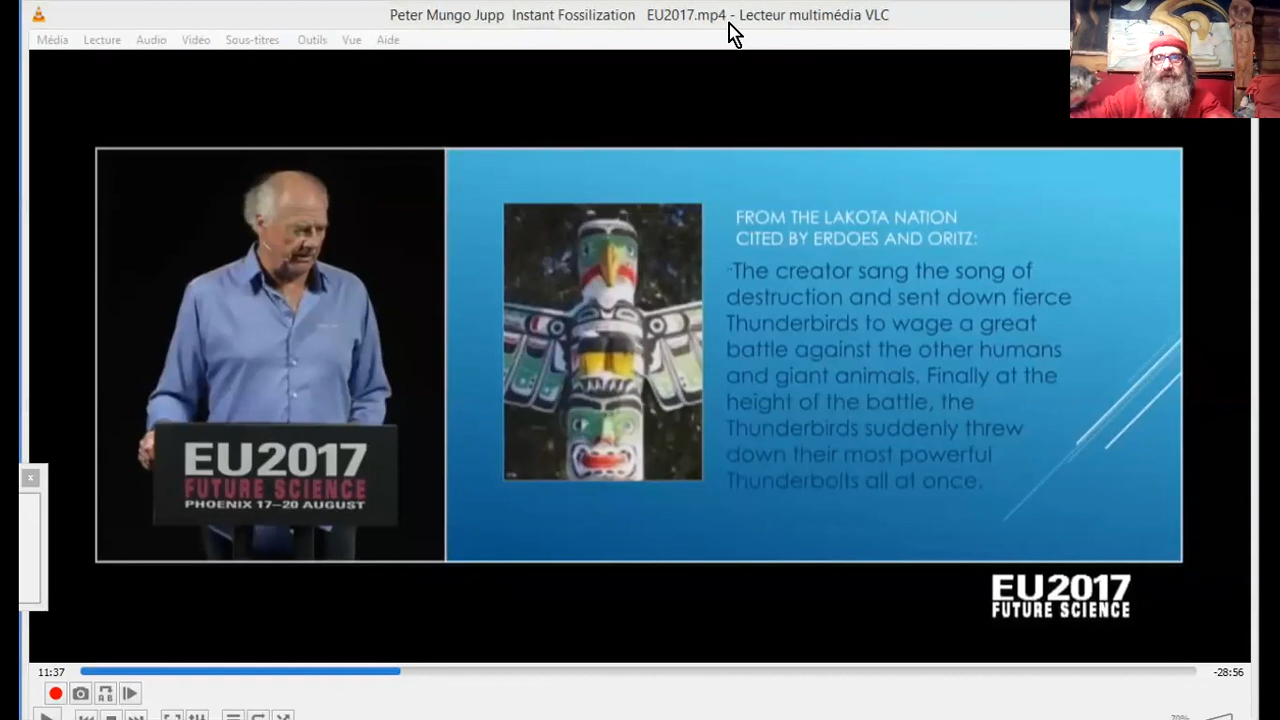 Peter Mungo Jupp Instant Fossilization EU2017.mp4 - Lecteur multimédia VLC
Média Lecture Audio Vidéo Sous-titres Outils Vue Aide
FROM THE LAKOTA NATION
CITED BY ERDOES AND ORITZ:
"The creator sang the song of
destruction and sent down fierce
Thunderbirds to wage a great
battle against the other humans
and giant animals. Finally at the
height of the battle, the
Thunderbirds suddenly threw
down their most powerful
Thunderbolts all at once.
EU2017
FUTURE SCIENCE
PHOENIX 17–20 AUGUST
EU2017
FUTURE SCIENCE
x
11:37
-28:56
A B
70%